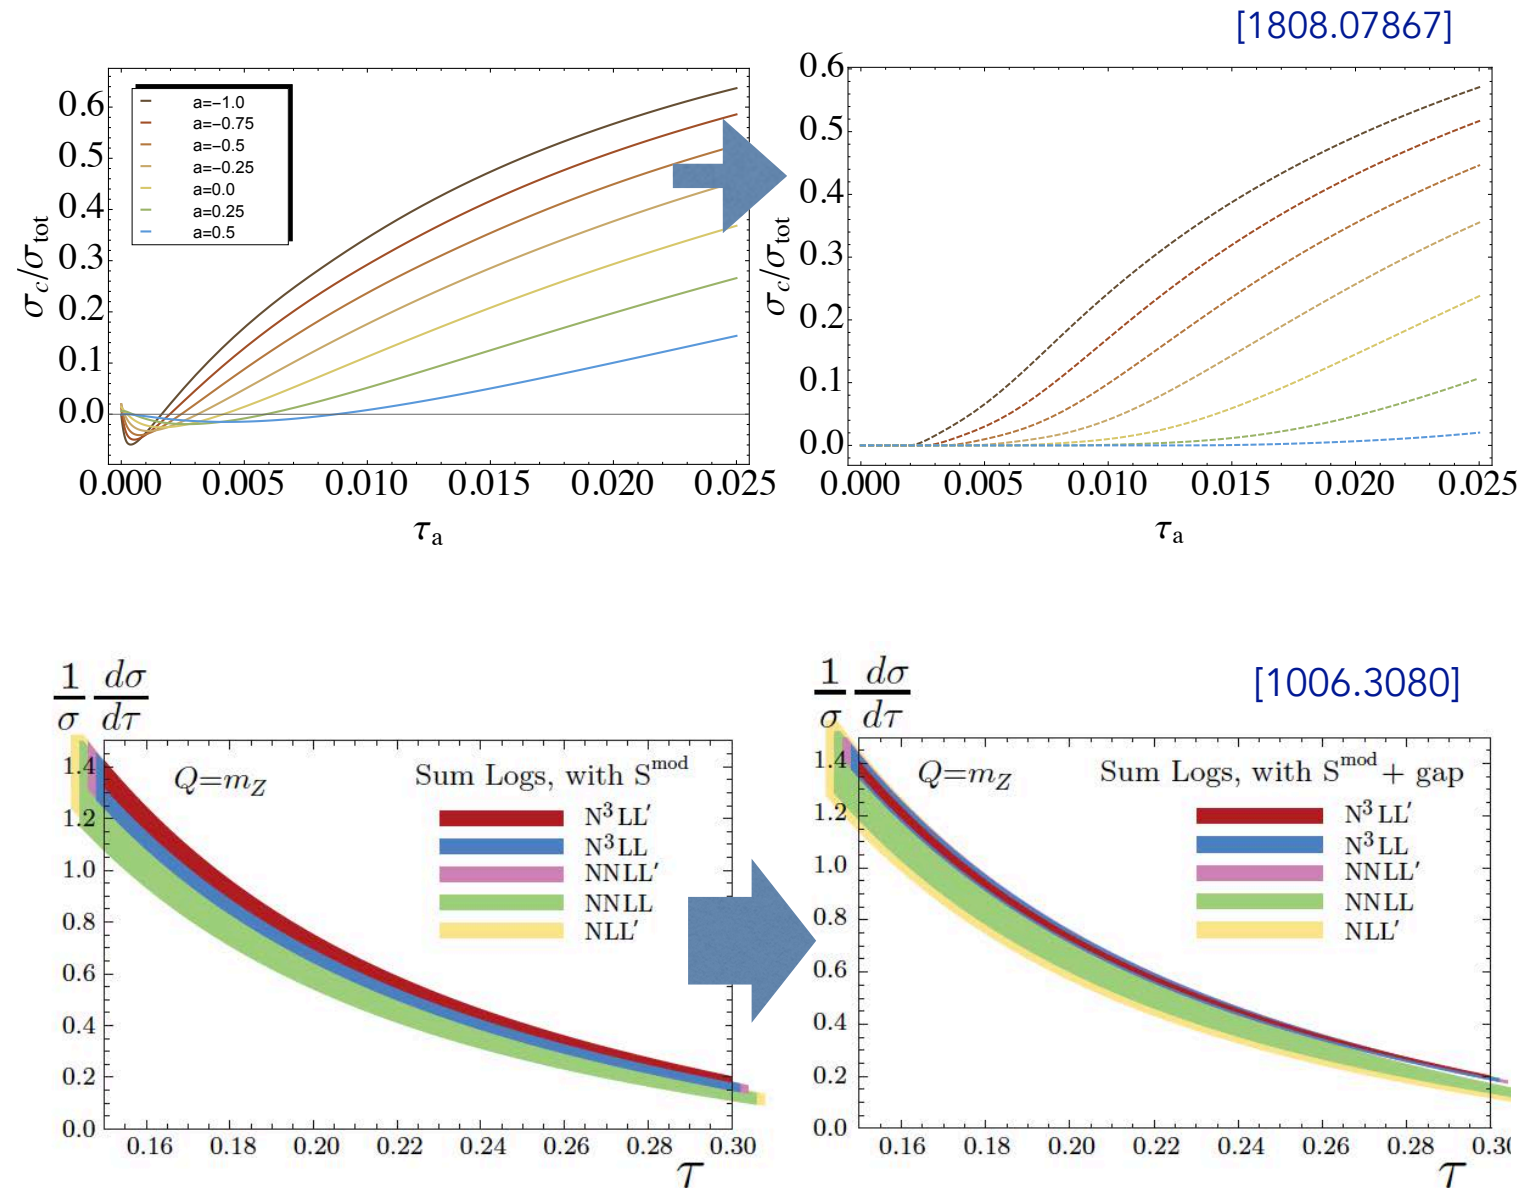 [1808.07867]
σc/σtot
0.6
0.5
0.4
0.3
0.2
0.1
0.0
a=−1.0
a=−0.75
a=−0.5
a=−0.25
a=0.0
a=0.25
a=0.5
0.000 0.005 0.010 0.015 0.020 0.025
τa
σc/σtot
0.6
0.5
0.4
0.3
0.2
0.1
0.0
0.000 0.005 0.010 0.015 0.020 0.025
τa
1/σ dσ/dτ
Q=mZ
Sum Logs, with Smod
N3LL′
N3LL
NNLL′
NNLL
NLL′
1.4
1.2
1.0
0.8
0.6
0.4
0.2
0.0
0.16 0.18 0.20 0.22 0.24 0.26 0.28 0.30
τ
[1006.3080]
1/σ dσ/dτ
Q=mZ
Sum Logs, with Smod + gap
N3LL′
N3LL
NNLL′
NNLL
NLL′
1.4
1.2
1.0
0.8
0.6
0.4
0.2
0.0
0.16 0.18 0.20 0.22 0.24 0.26 0.28 0.30
τ